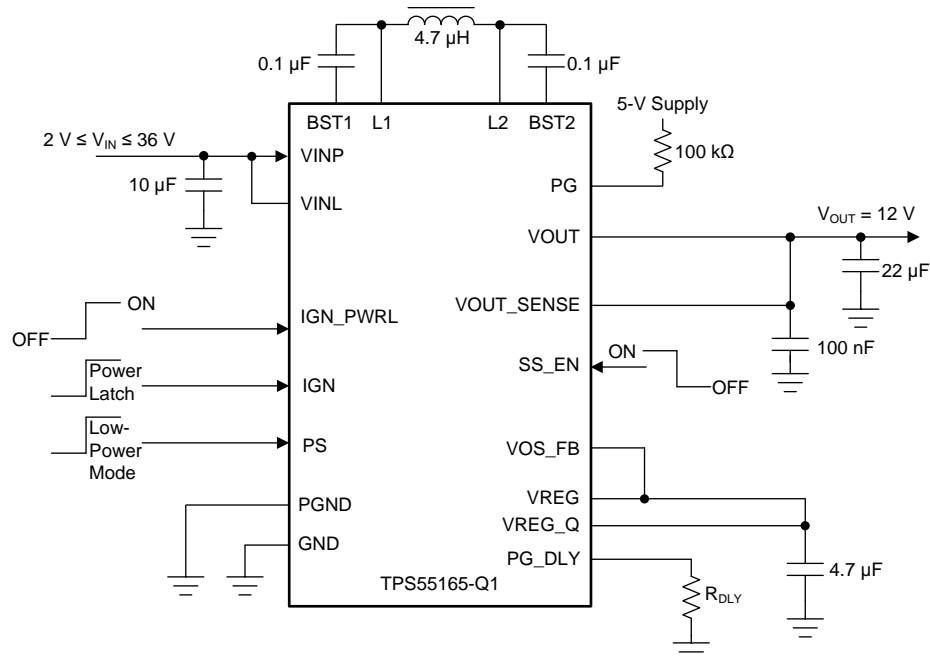 4.7 µH
0.1 µF
0.1 µF
BST1
L1
L2
BST2
5-V Supply
100 kΩ
2 V ≤ VIN ≤ 36 V
VINP
10 µF
VINL
PG
VOUT
VOUT = 12 V
22 µF
VOUT_SENSE
100 nF
ON
OFF
IGN_PWRL
SS_EN
ON
OFF
Power
Latch
IGN
Low-
Power
Mode
PS
VOS_FB
VREG
VREG_Q
PGND
GND
PG_DLY
4.7 µF
RDLY
TPS55165-Q1